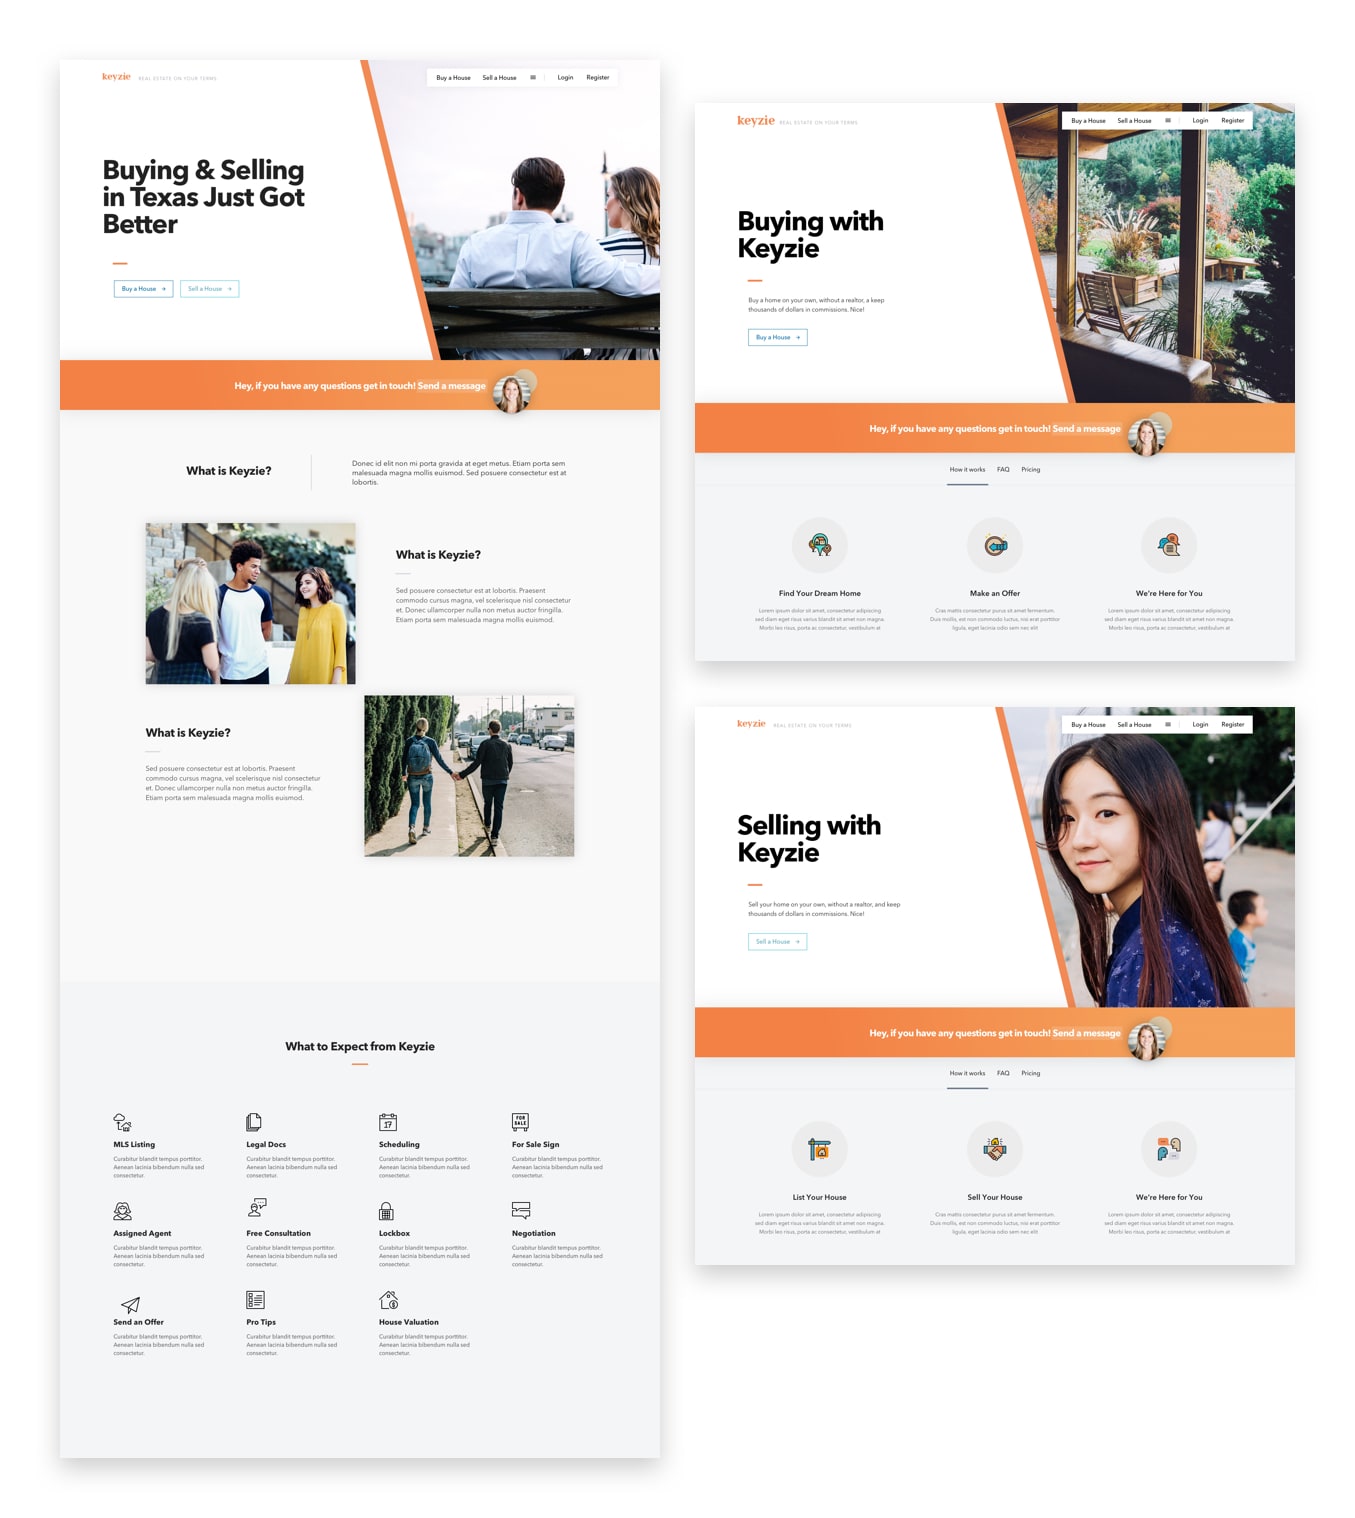 keyzie REAL ESTATE ON YOUR TERMS
Buy a House Sell a House Login Register
Buying & Selling
in Texas Just Got
Better
Buy a House → Sell a House →
Hey, if you have any questions get in touch! Send a message
What is Keyzie?
Donec id elit non mi porta gravida at eget metus. Etiam porta sem
malesuada magna mollis euismod. Sed posuere consectetur est at
lobortis.
What is Keyzie?
Sed posuere consectetur est at lobortis. Praesent
commodo cursus magna, vel scelerisque nisl consectetur
et. Donec ullamcorper nulla non metus auctor fringilla.
Etiam porta sem malesuada magna mollis euismod.
What is Keyzie?
Sed posuere consectetur est at lobortis. Praesent
commodo cursus magna, vel scelerisque nisl consectetur
et. Donec ullamcorper nulla non metus auctor fringilla.
Etiam porta sem malesuada magna mollis euismod.
What to Expect from Keyzie
17
FOR
SALE
MLS Listing
Curabitur blandit tempus porttitor.
Aenean lacinia bibendum nulla sed
consectetur.
Legal Docs
Curabitur blandit tempus porttitor.
Aenean lacinia bibendum nulla sed
consectetur.
Scheduling
Curabitur blandit tempus porttitor.
Aenean lacinia bibendum nulla sed
consectetur.
For Sale Sign
Curabitur blandit tempus porttitor.
Aenean lacinia bibendum nulla sed
consectetur.
Assigned Agent
Curabitur blandit tempus porttitor.
Aenean lacinia bibendum nulla sed
consectetur.
Free Consultation
Curabitur blandit tempus porttitor.
Aenean lacinia bibendum nulla sed
consectetur.
Lockbox
Curabitur blandit tempus porttitor.
Aenean lacinia bibendum nulla sed
consectetur.
Negotiation
Curabitur blandit tempus porttitor.
Aenean lacinia bibendum nulla sed
consectetur.
Send an Offer
Curabitur blandit tempus porttitor.
Aenean lacinia bibendum nulla sed
consectetur.
Pro Tips
Curabitur blandit tempus porttitor.
Aenean lacinia bibendum nulla sed
consectetur.
House Valuation
Curabitur blandit tempus porttitor.
Aenean lacinia bibendum nulla sed
consectetur.
keyzie REAL ESTATE ON YOUR TERMS
Buy a House Sell a House Login Register
Buying with
Keyzie
Buy a home on your own, without a realtor, a keep
thousands of dollars in commissions. Nice!
Buy a House →
Hey, if you have any questions get in touch! Send a message
How it works FAQ Pricing
Find Your Dream Home
Lorem ipsum dolor sit amet, consectetur adipiscing
sed diam eget risus varius blandit sit amet non magna.
Morbi leo risus, porta ac consectetur, vestibulum at
Make an Offer
Cras mattis consectetur purus sit amet fermentum.
Duis mollis, est non commodo luctus, nisi erat porttitor
ligula, eget lacinia odio sem nec elit
We're Here for You
Lorem ipsum dolor sit amet, consectetur adipiscing
sed diam eget risus varius blandit sit amet non magna.
Morbi leo risus, porta ac consectetur, vestibulum at
keyzie REAL ESTATE ON YOUR TERMS
Buy a House Sell a House Login Register
Selling with
Keyzie
Sell your home on your own, without a realtor, and keep
thousands of dollars in commissions. Nice!
Sell a House →
Hey, if you have any questions get in touch! Send a message
How it works FAQ Pricing
List Your House
Lorem ipsum dolor sit amet, consectetur adipiscing
sed diam eget risus varius blandit sit amet non magna.
Morbi leo risus, porta ac consectetur, vestibulum at
Sell Your House
Cras mattis consectetur purus sit amet fermentum.
Duis mollis, est non commodo luctus, nisi erat porttitor
ligula, eget lacinia odio sem nec elit
We're Here for You
Lorem ipsum dolor sit amet, consectetur adipiscing
sed diam eget risus varius blandit sit amet non magna.
Morbi leo risus, porta ac consectetur, vestibulum at